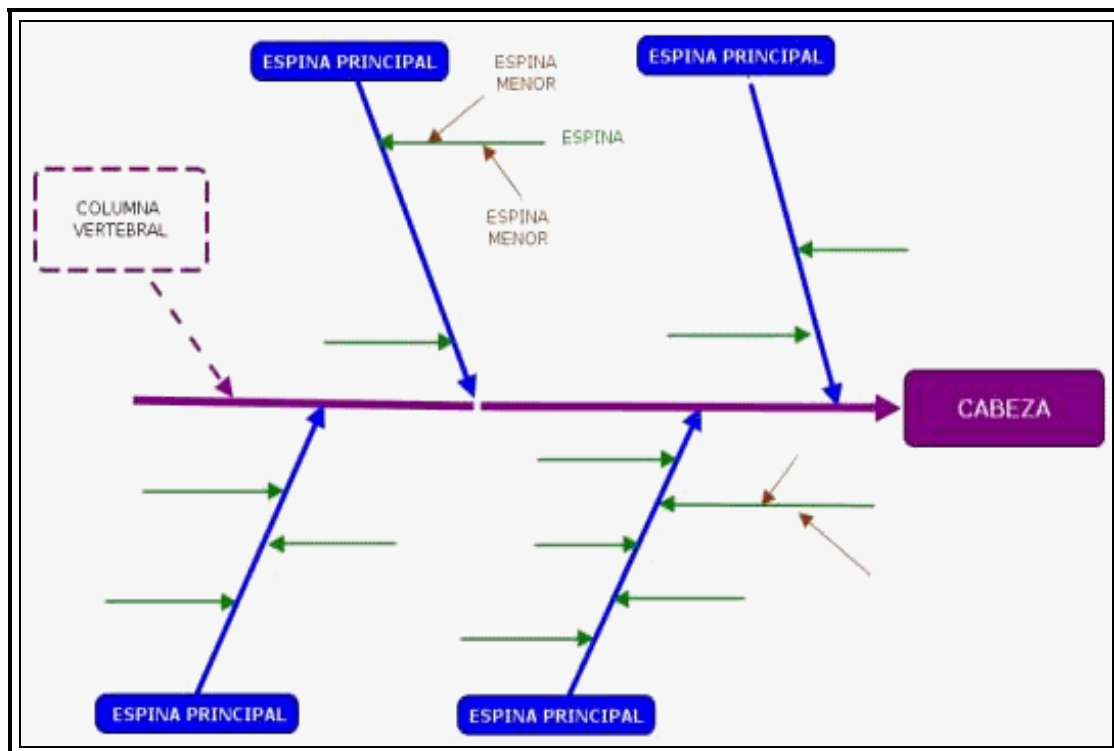 ESPINA PRINCIPAL
ESPINA PRINCIPAL
ESPINA
MENOR
ESPINA
COLUMNA
VERTEBRAL
ESPINA
MENOR
CABEZA
ESPINA PRINCIPAL
ESPINA PRINCIPAL